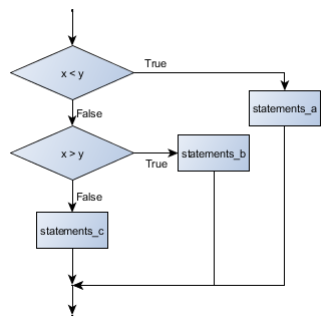 x < y
True
statements_a
False
x > y
True
statements_b
False
statements_c